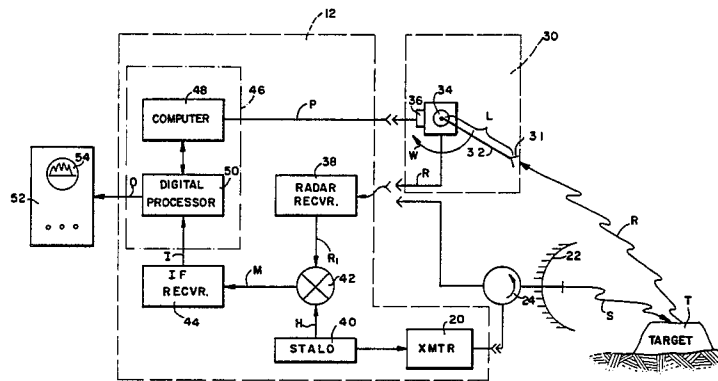 12
30
48
COMPUTER
46
P
36
34
L
31
32
W
54
52
O
DIGITAL
PROCESSOR
50
38
RADAR
RECVR.
R
R
I
IF
RECVR.
44
M
R1
42
H
40
STALO
20
XMTR
24
22
S
T
TARGET